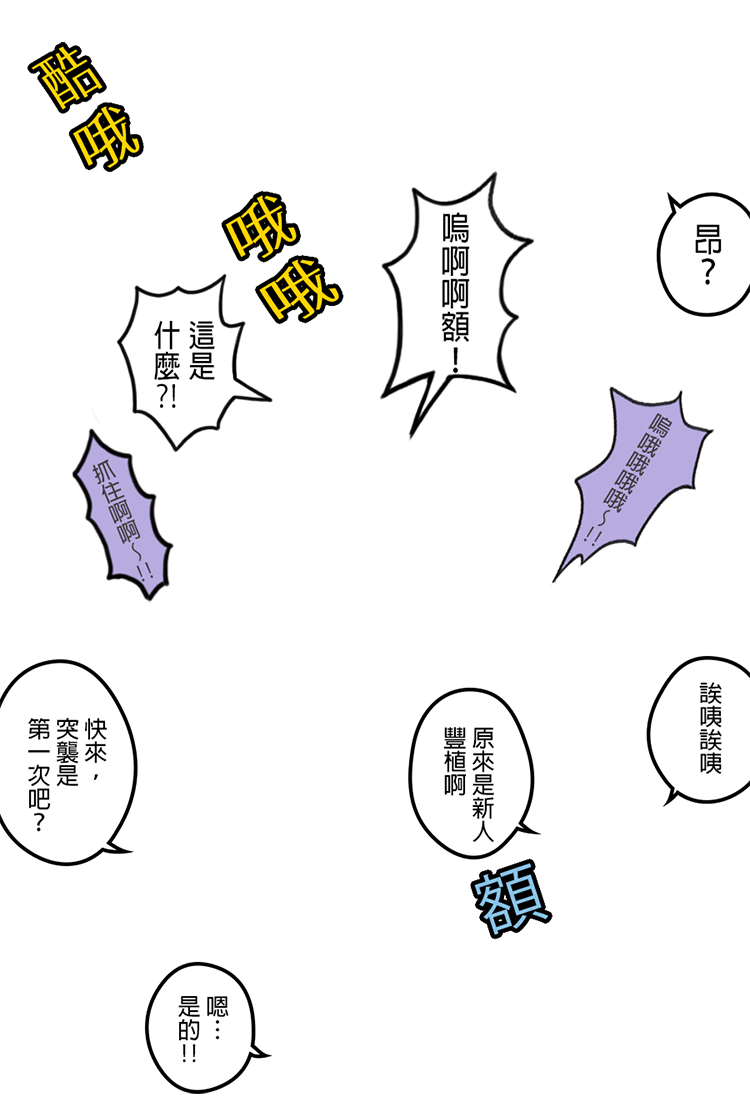 酷哦
哦哦
昂？
嗚啊啊額！
這是
什麼?!
嗚哦哦哦哦～!!
抓住啊啊～!!
誒咦誒咦
原來是新人
豐植啊
快來，
突襲是
第一次吧？
額
嗯…
是的!!